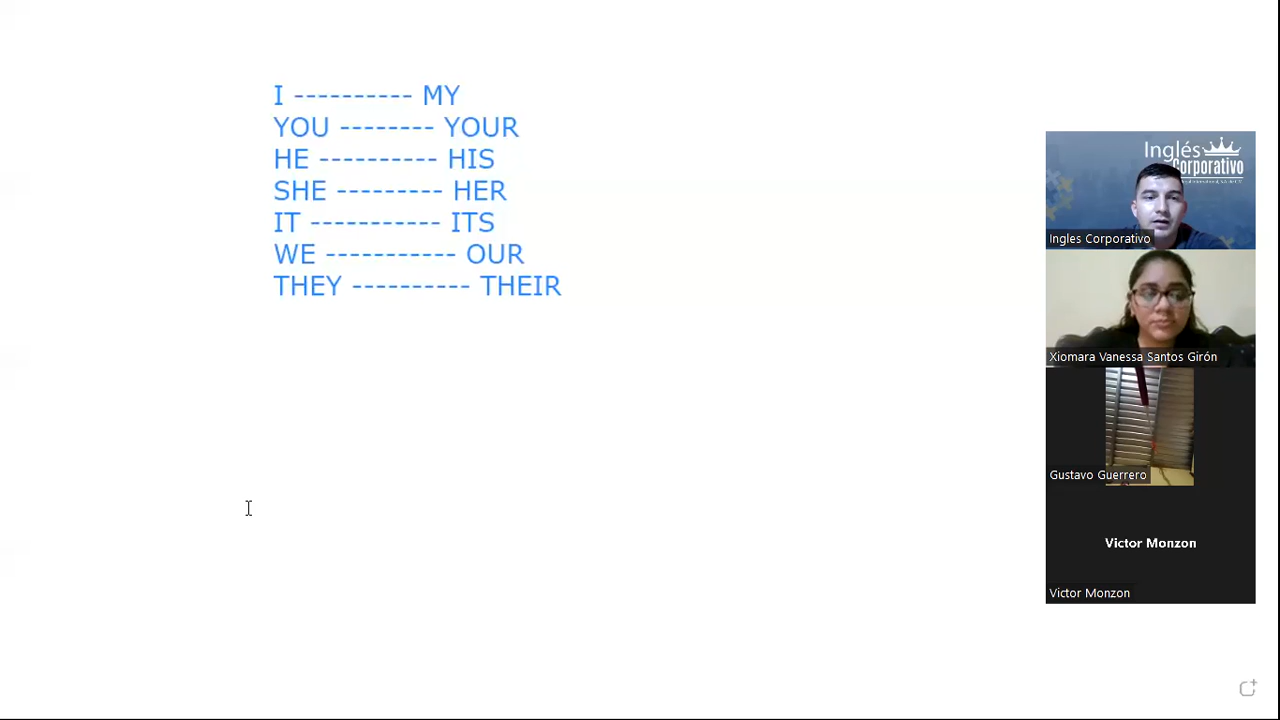 I ---------- MY
YOU -------- YOUR
HE ---------- HIS
SHE --------- HER
IT ----------- ITS
WE ----------- OUR
THEY ---------- THEIR
Inglés
Corporativo
Ingles Corporativo
Xiomara Vanessa Santos Girón
Gustavo Guerrero
Victor Monzon
Victor Monzon